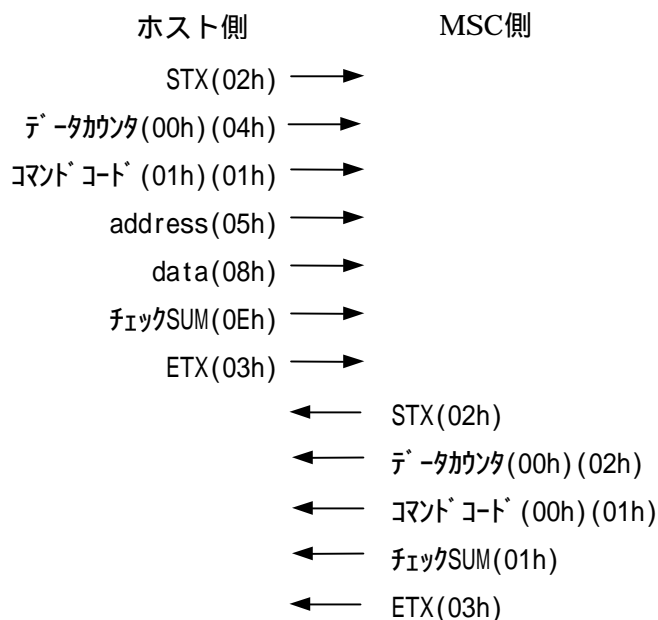 ホスト側 MSC側
STX(02h)
ﾃﾞｰﾀｶｳﾝﾀ(00h)(04h)
ｺﾏﾝﾄﾞｺｰﾄﾞ(01h)(01h)
address(05h)
data(08h)
ﾁｪｯｸSUM(0Eh)
ETX(03h)
STX(02h)
ﾃﾞｰﾀｶｳﾝﾀ(00h)(02h)
ｺﾏﾝﾄﾞｺｰﾄﾞ(00h)(01h)
ﾁｪｯｸSUM(01h)
ETX(03h)